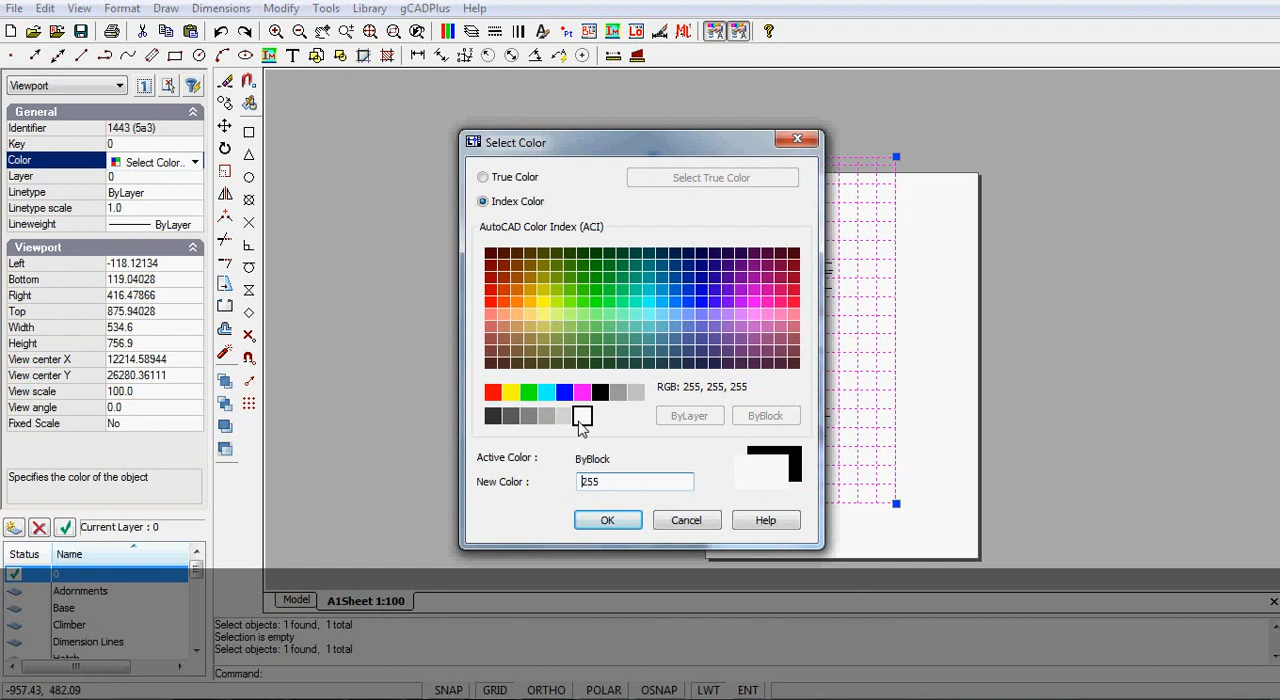 File Edit View Format Draw Dimensions Modify Tools Library gCADPlus Help
Viewport
General
Identifier 1443 (5a3)
Key 0
Color Select Color..
Layer 0
Linetype ByLayer
Linetype scale 1.0
Lineweight ByLayer
Viewport
Left -118.12134
Bottom 119.04028
Right 416.47866
Top 875.94028
Width 534.6
Height 756.9
View center X 12214.58944
View center Y 26280.36111
View scale 100.0
View angle 0.0
Fixed Scale No
Specifies the color of the object
Current Layer : 0
Status Name
0
Adornments
Base
Climber
Dimension Lines
Select Color
True Color Select True Color
Index Color
AutoCAD Color Index (ACI)
RGB: 255, 255, 255
ByLayer ByBlock
Active Color : ByBlock
New Color : 255
OK Cancel Help
Model A1Sheet 1:100
Select objects: 1 found, 1 total
Selection is empty
Select objects: 1 found, 1 total
Command:
-957.43, 482.09 SNAP GRID ORTHO POLAR OSNAP LWT ENT